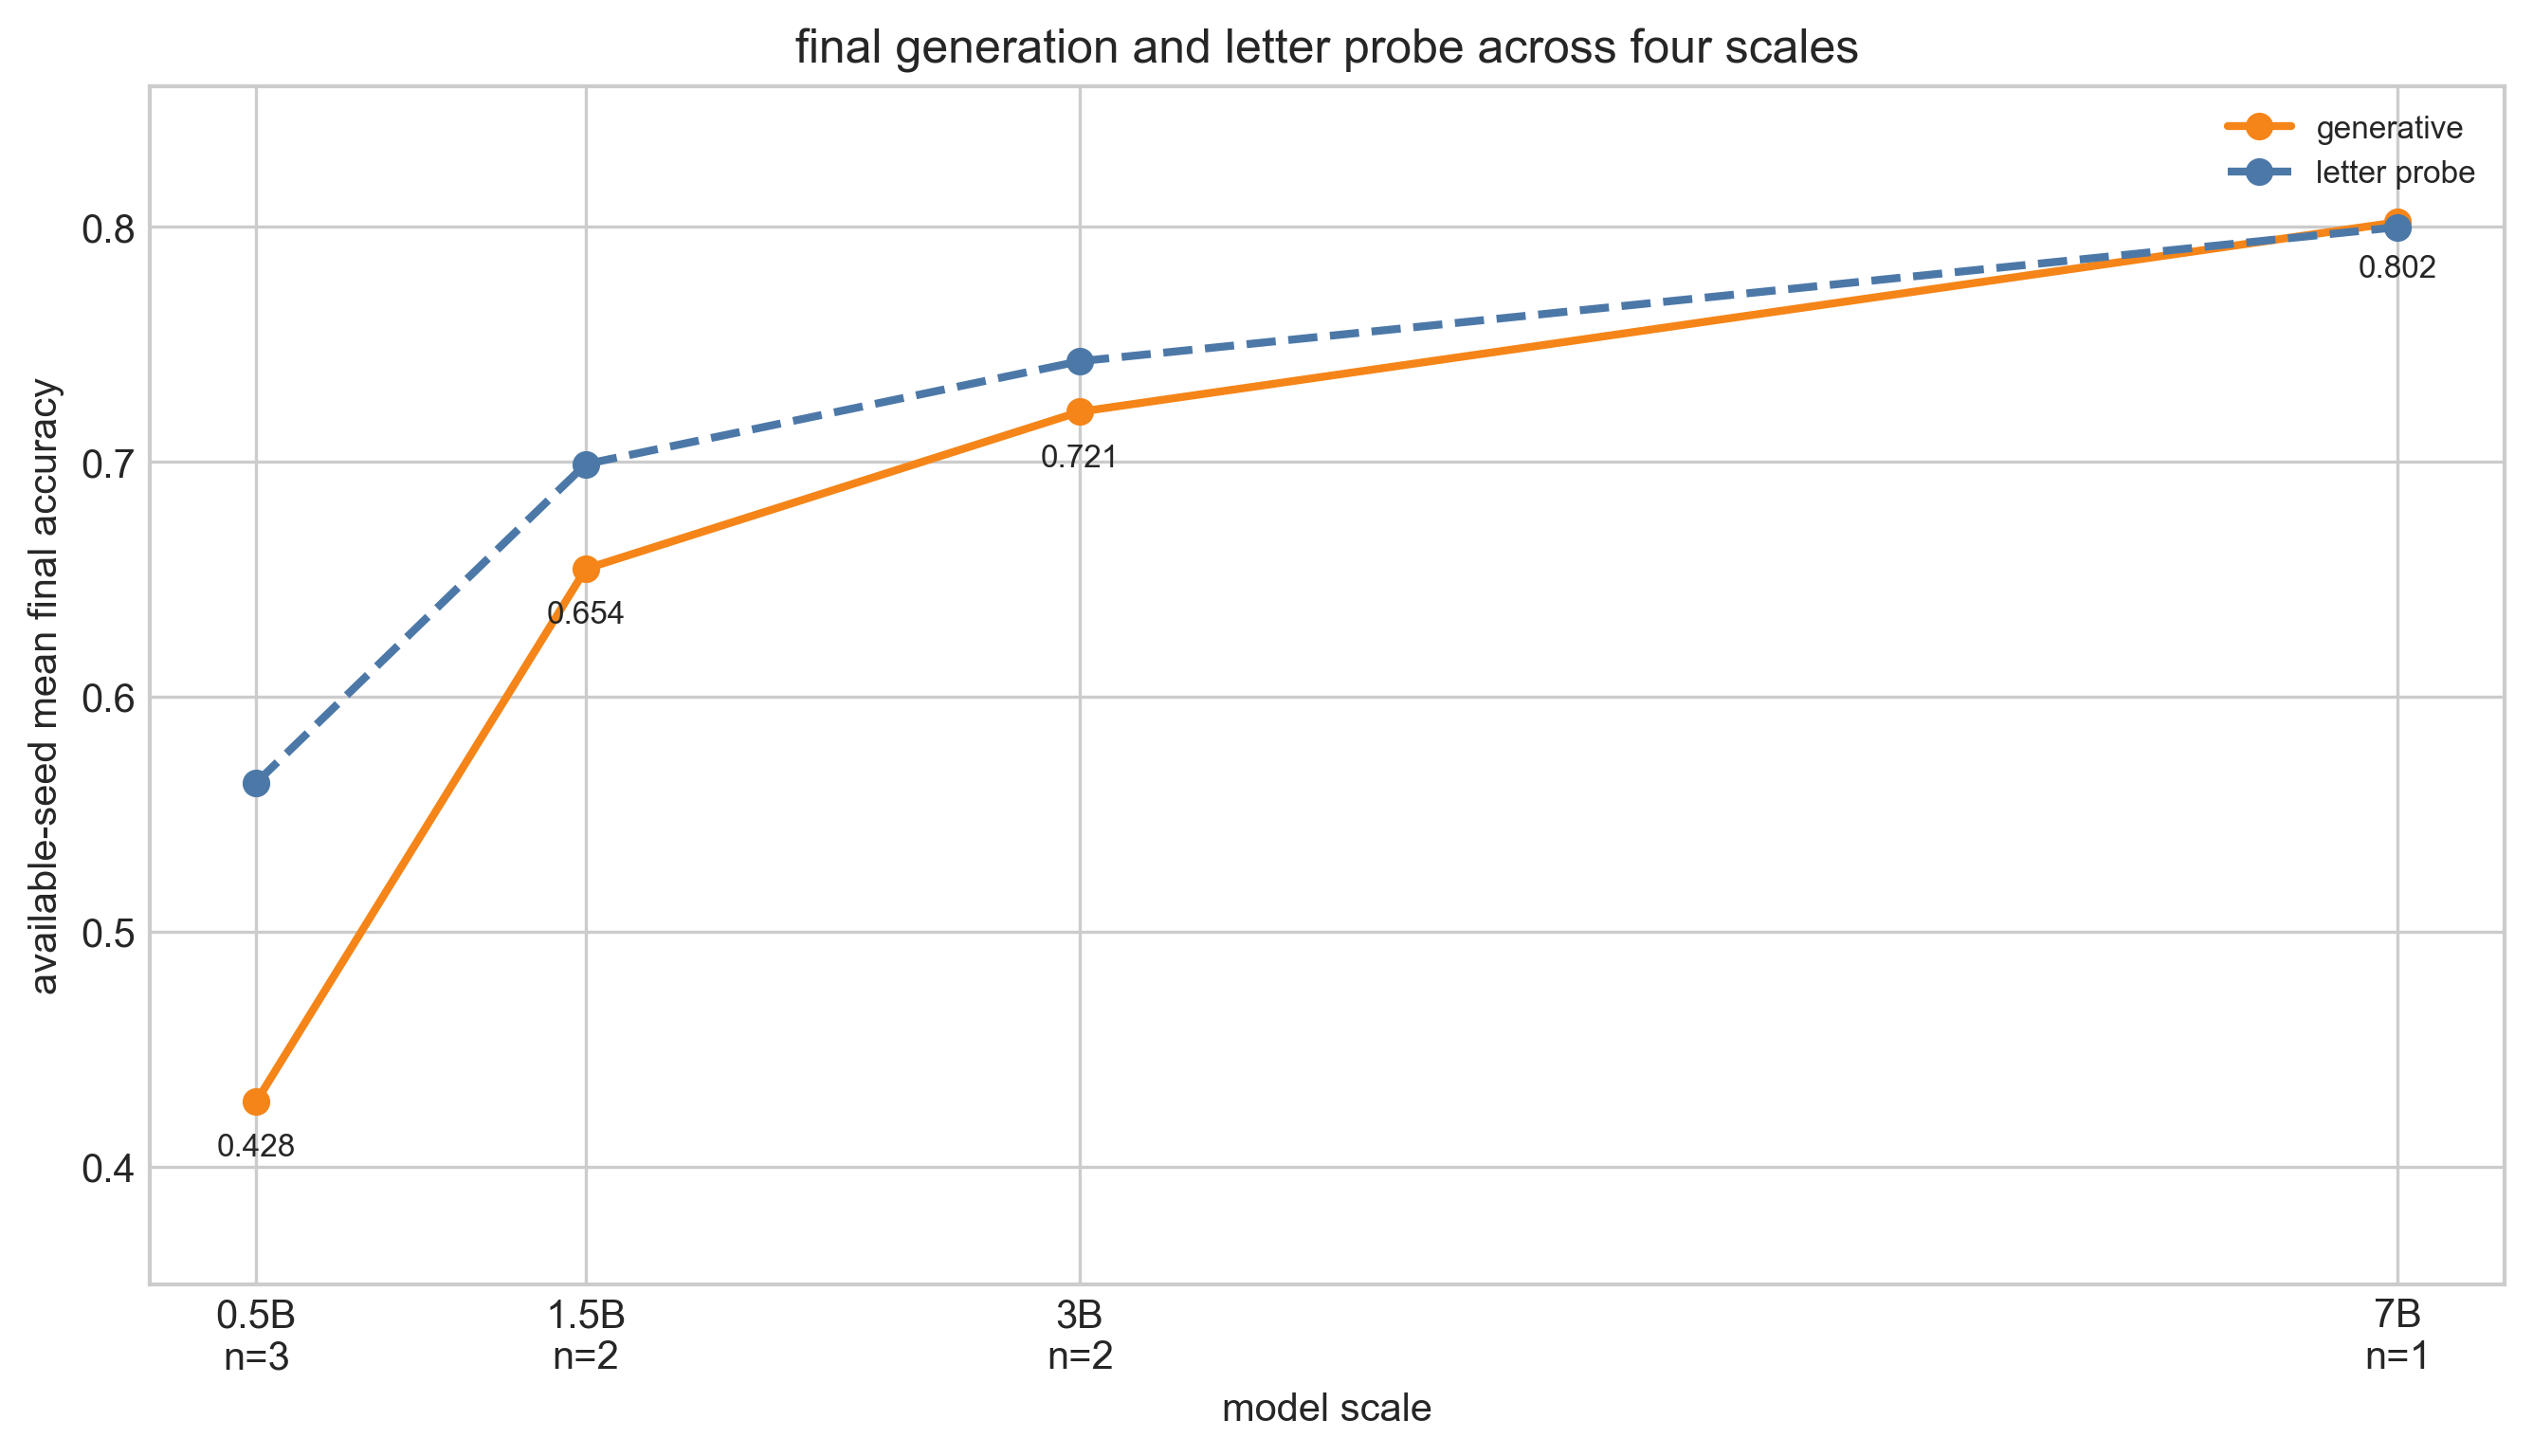 final generation and letter probe across four scales
generative
letter probe
available-seed mean final accuracy
0.8
0.7
0.6
0.5
0.4
0.802
0.721
0.654
0.428
0.5B
n=3
1.5B
n=2
3B
n=2
7B
n=1
model scale